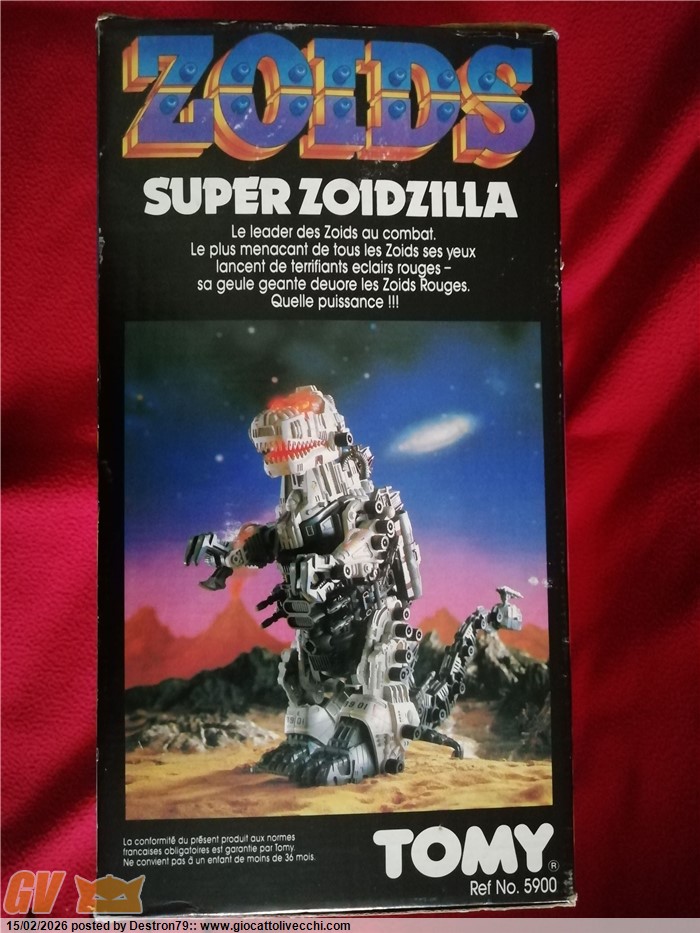 ZOIDS
SUPER ZOIDZILLA
Le leader des Zoids au combat.
Le plus menacant de tous les Zoids ses yeux
lancent de terrifiants eclairs rouges –
sa geule geante deuore les Zoids Rouges.
Quelle puissance !!!
La conformité du présent produit aux normes
francaises obligatoires est garantie par Tomy.
Ne convient pas à un enfant de moins de 36 mois.
TOMY®
Ref No. 5900
GV
15/02/2026 posted by Destron79:: www.giocattolivecchi.com